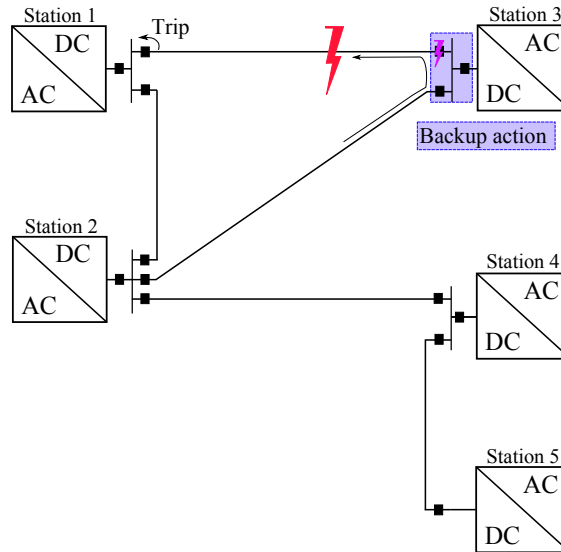 Station 1
DC
AC
Trip
Station 3
AC
DC
Backup action
Station 2
DC
AC
Station 4
AC
DC
Station 5
AC
DC